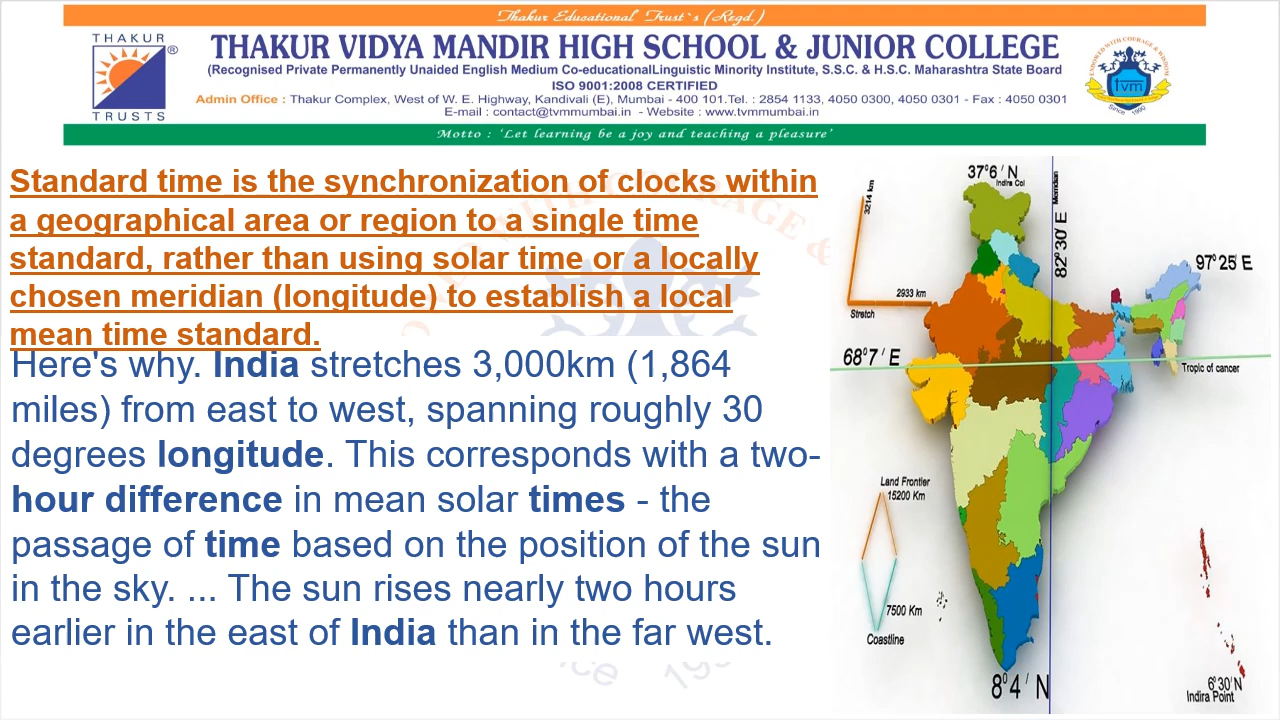 Thakur Educational Trust`s (Regd.)
THAKUR
TRUSTS
®
THAKUR VIDYA MANDIR HIGH SCHOOL & JUNIOR COLLEGE
(Recognised Private Permanently Unaided English Medium Co-educationalLinguistic Minority Institute, S.S.C. & H.S.C. Maharashtra State Board
ISO 9001:2008 CERTIFIED
Admin Office : Thakur Complex, West of W. E. Highway, Kandivali (E), Mumbai - 400 101.Tel. : 2854 1133, 4050 0300, 4050 0301 - Fax : 4050 0301
E-mail : contact@tvmmumbai.in - Website : www.tvmmumbai.in
tvm
Since 1990
Motto : 'Let learning be a joy and teaching a pleasure'
Standard time is the synchronization of clocks within
a geographical area or region to a single time
standard, rather than using solar time or a locally
chosen meridian (longitude) to establish a local
mean time standard.
Here's why. India stretches 3,000km (1,864
miles) from east to west, spanning roughly 30
degrees longitude. This corresponds with a two-
hour difference in mean solar times - the
passage of time based on the position of the sun
in the sky. ... The sun rises nearly two hours
earlier in the east of India than in the far west.
37°6' N
Indira Col
3214 km
2933 km
Stretch
82°30' E
97°25' E
68°7' E
Tropic of cancer
Land Frontier
15200 Km
7500 Km
Coastline
8°4' N
6°30' N
Indira Point